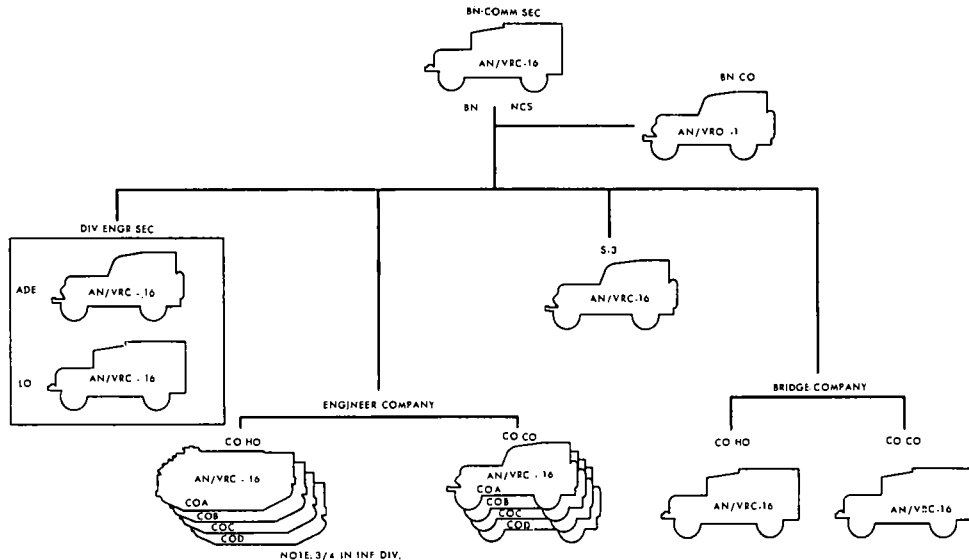 BN-COMM SEC
AN/VRC-16
BN NCS
BN CO
AN/VRO -1
DIV ENGR SEC
ADE
AN/VRC - .16
LO
AN/VRC - 16
S-3
AN/VRC-16
ENGINEER COMPANY
CO HO
AN/VRC - 16
COA
COB
COC
COD
NOTE: 3/4 IN INF DIV.
CO CO
AN/VRC - 16
COA
COB
COC
COD
BRIDGE COMPANY
CO HO
AN/VRC-16
CO CO
AN/VRC-16